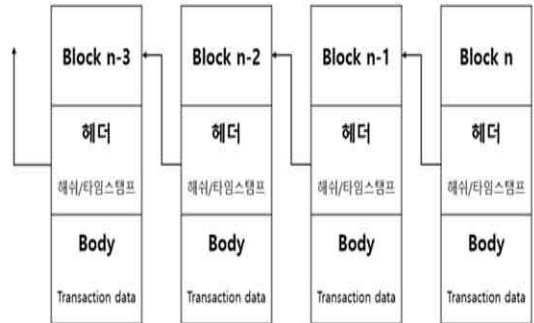 Block n-3
Block n-2
Block n-1
Block n
헤더
헤더
헤더
헤더
해쉬/타임스탬프
해쉬/타임스탬프
해쉬/타임스탬프
해쉬/타임스탬프
Body
Body
Body
Body
Transaction data
Transaction data
Transaction data
Transaction data